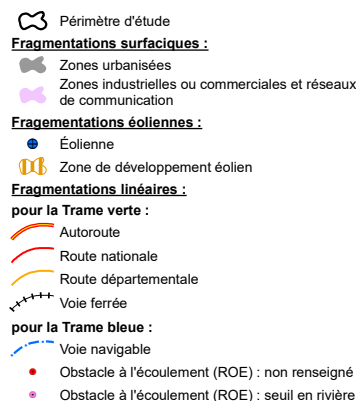 Périmètre d'étude
Fragmentations surfaciques :
Zones urbanisées
Zones industrielles ou commerciales et réseaux
de communication
Fragementations éoliennes :
Éolienne
Zone de développement éolien
Fragmentations linéaires :
pour la Trame verte :
Autoroute
Route nationale
Route départementale
Voie ferrée
pour la Trame bleue :
Voie navigable
Obstacle à l'écoulement (ROE) : non renseigné
Obstacle à l'écoulement (ROE) : seuil en rivière